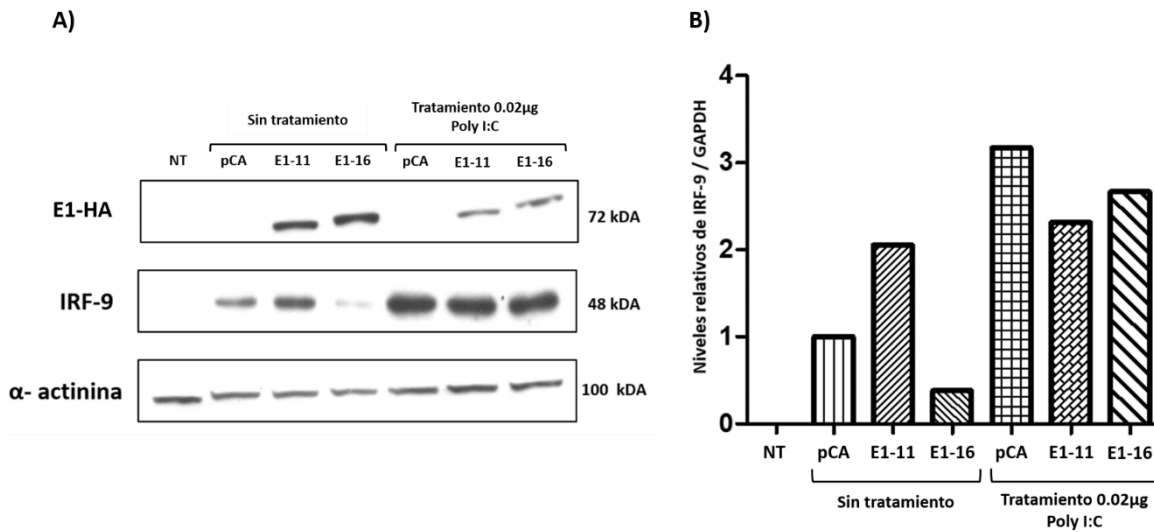 A)
Sin tratamiento
Tratamiento 0.02µg
Poly I:C
NT pCA E1-11 E1-16 pCA E1-11 E1-16
E1-HA 72 kDA
IRF-9 48 kDA
α- actinina 100 kDA
B)
Niveles relativos de IRF-9 / GAPDH
4
3
2
1
0
NT pCA E1-11 E1-16 pCA E1-11 E1-16
Sin tratamiento
Tratamiento 0.02µg
Poly I:C